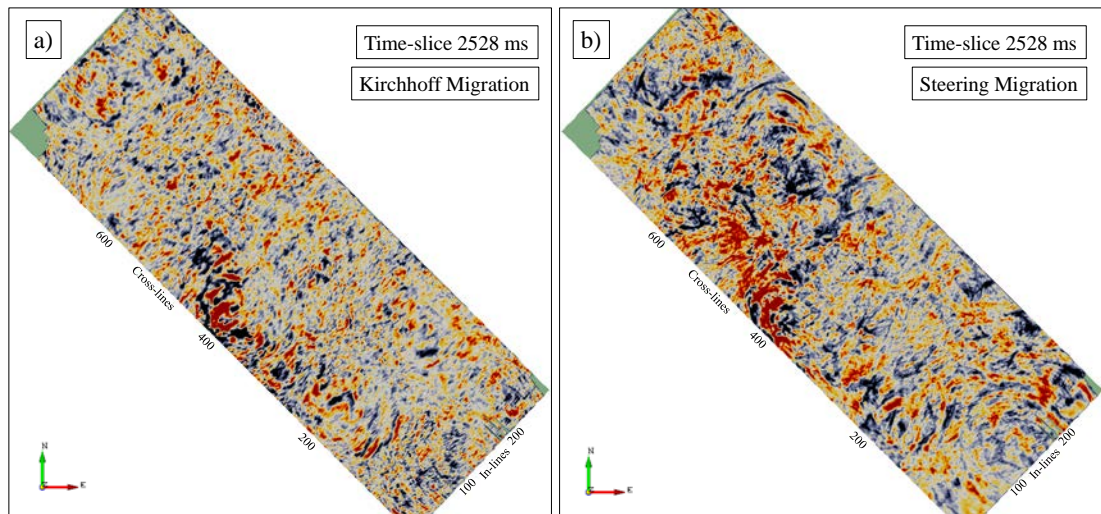 a)
Time-slice 2528 ms
Kirchhoff Migration
600
Cross-lines
400
200
200
In-lines
100
N
E
b)
Time-slice 2528 ms
Steering Migration
600
Cross-lines
400
200
200
In-lines
100
N
E